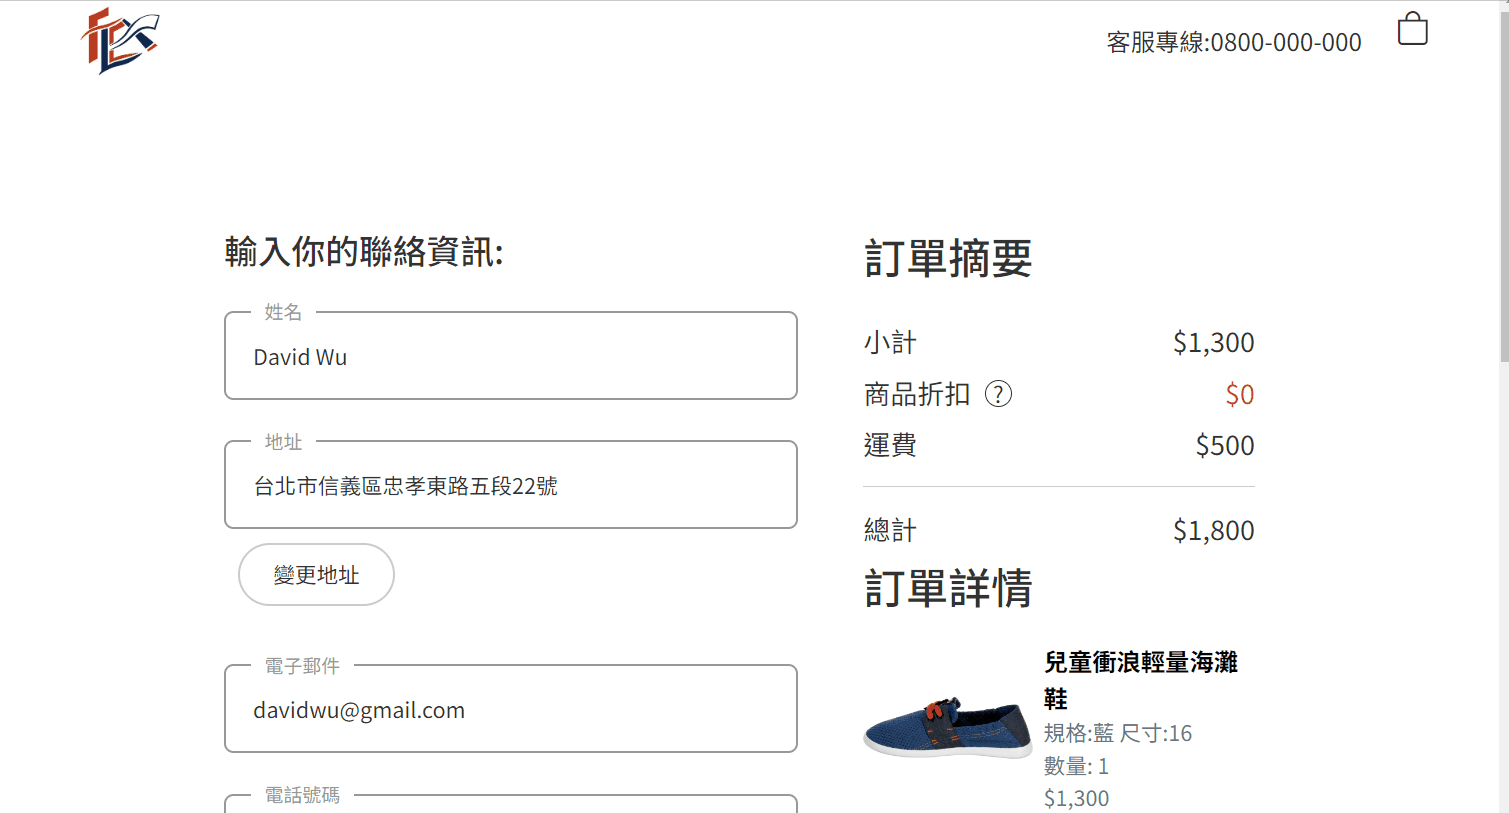 客服專線:0800-000-000
輸入你的聯絡資訊:
姓名
David Wu
地址
台北市信義區忠孝東路五段22號
變更地址
電子郵件
davidwu@gmail.com
電話號碼
訂單摘要
小計 $1,300
商品折扣 ? $0
運費 $500
總計 $1,800
訂單詳情
兒童衝浪輕量海灘
鞋
規格:藍 尺寸:16
數量: 1
$1,300